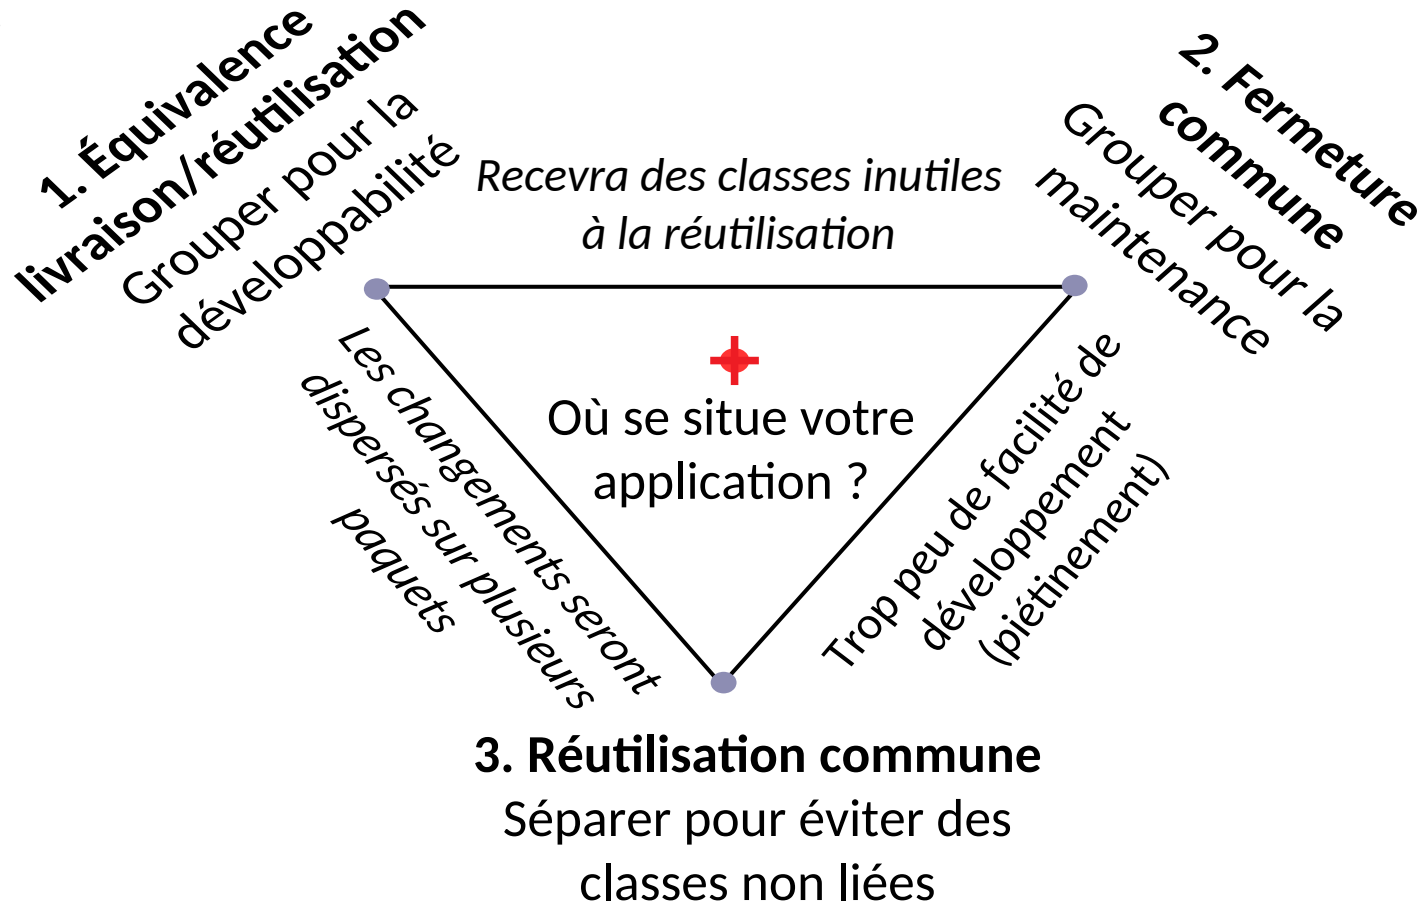 1. Équivalence
livraison/réutilisation
Grouper pour la
développabilité
2. Fermeture
commune
Grouper pour la
maintenance
Recevra des classes inutiles
à la réutilisation
Où se situe votre
application ?
Les changements seront
dispersés sur plusieurs
paquets
Trop peu de facilité de
développement
(piétinement)
3. Réutilisation commune
Séparer pour éviter des
classes non liées